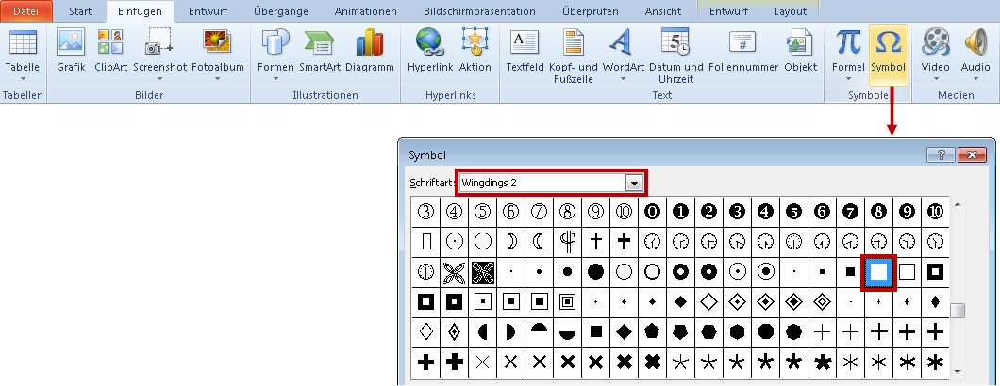 Datei Start Einfügen Entwurf Übergänge Animationen Bildschirmpräsentation Überprüfen Ansicht Entwurf Layout
Tabelle Grafik ClipArt Screenshot Fotoalbum Formen SmartArt Diagramm Hyperlink Aktion Textfeld Kopf- und Fußzeile WordArt Datum und Uhrzeit Foliennummer Objekt Formel Symbol Video Audio
Tabellen Bilder Illustrationen Hyperlinks Text Symbole Medien
Symbol
Schriftart: Wingdings 2
③ ④ ⑤ ⑥ ⑦ ⑧ ⑨ ⑩ ⓿ ❶ ❷ ❸ ❹ ❺ ❻ ❼ ❽ ❾ ❿